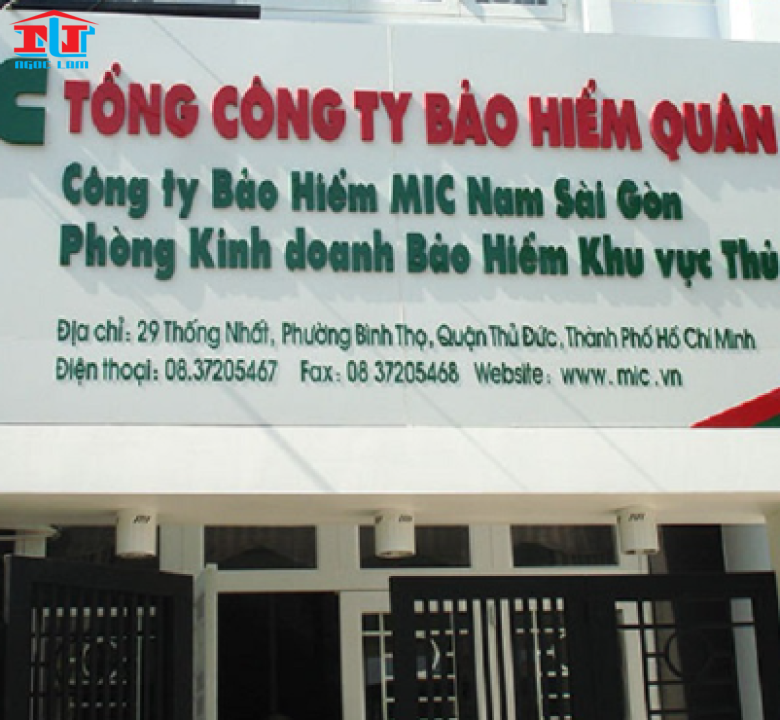 NGOC LAM
C TỔNG CÔNG TY BẢO HIỂM QUÂN
Công ty Bảo Hiểm MIC Nam Sài Gòn
Phòng Kinh doanh Bảo Hiểm Khu vực Thủ
Địa chỉ: 29 Thống Nhất, Phường Bình Thọ, Quận Thủ Đức, Thành Phố Hồ Chí Minh
Điện thoại: 08.37205467 Fax: 08 37205468 Website: www.mic.vn